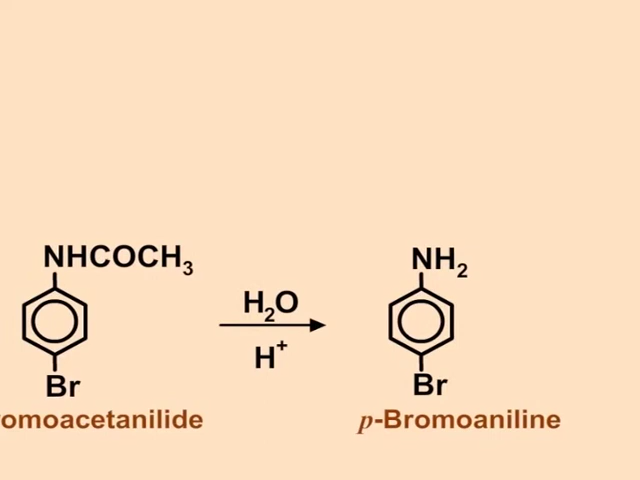 NHCOCH₃
NH₂
H₂O
H⁺
Br
Br
omoacetanilide
p-Bromoaniline